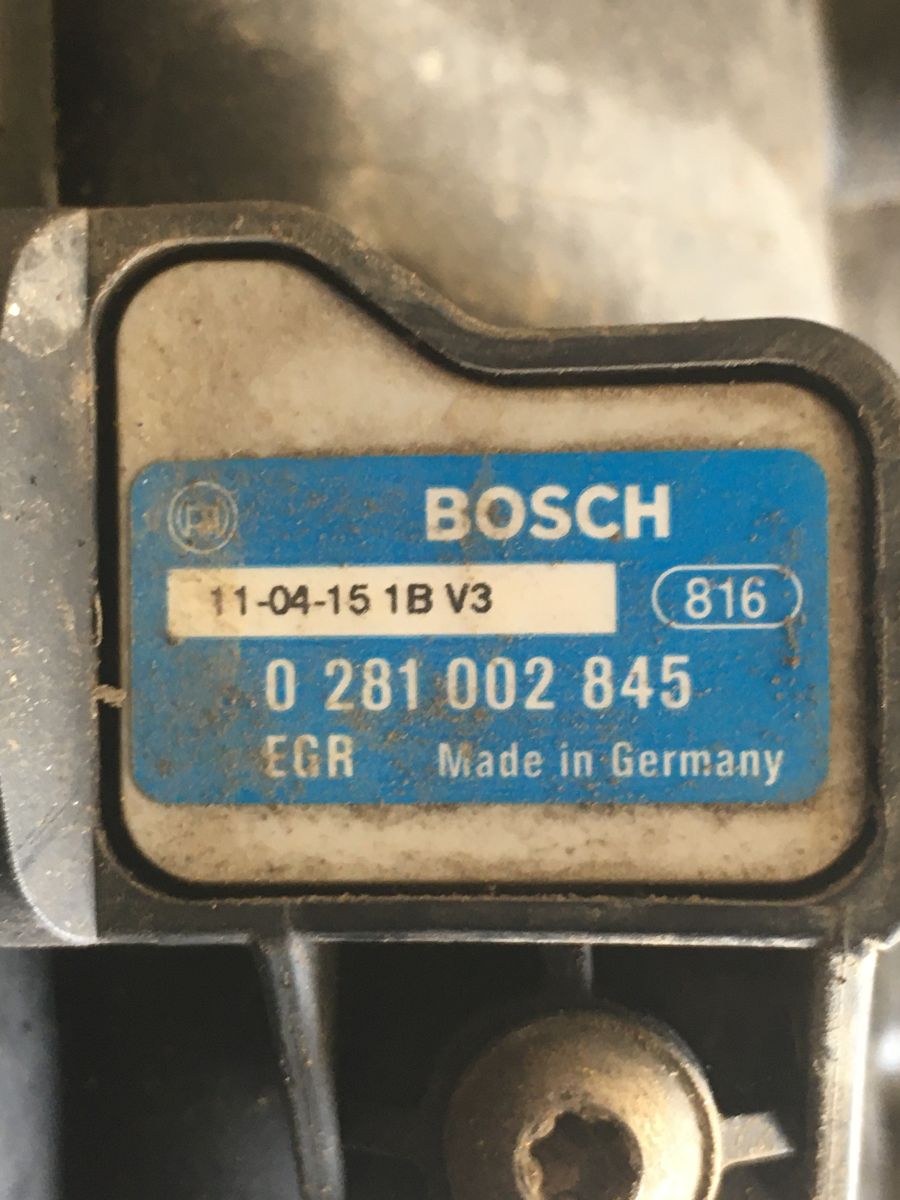 BOSCH
11-04-15 1B V3 816
0 281 002 845
EGR Made in Germany